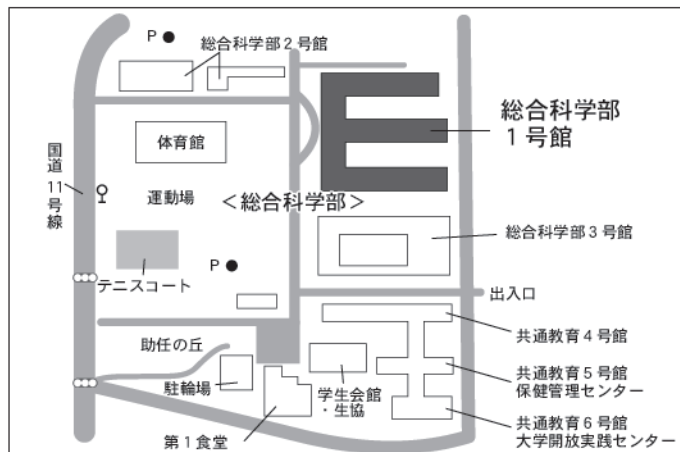 P
総合科学部2号館
総合科学部
1号館
体育館
国道11号線
運動場
＜総合科学部＞
総合科学部3号館
P
テニスコート
出入口
共通教育4号館
助任の丘
共通教育5号館
保健管理センター
駐輪場
学生会館
・生協
共通教育6号館
大学開放実践センター
第1食堂